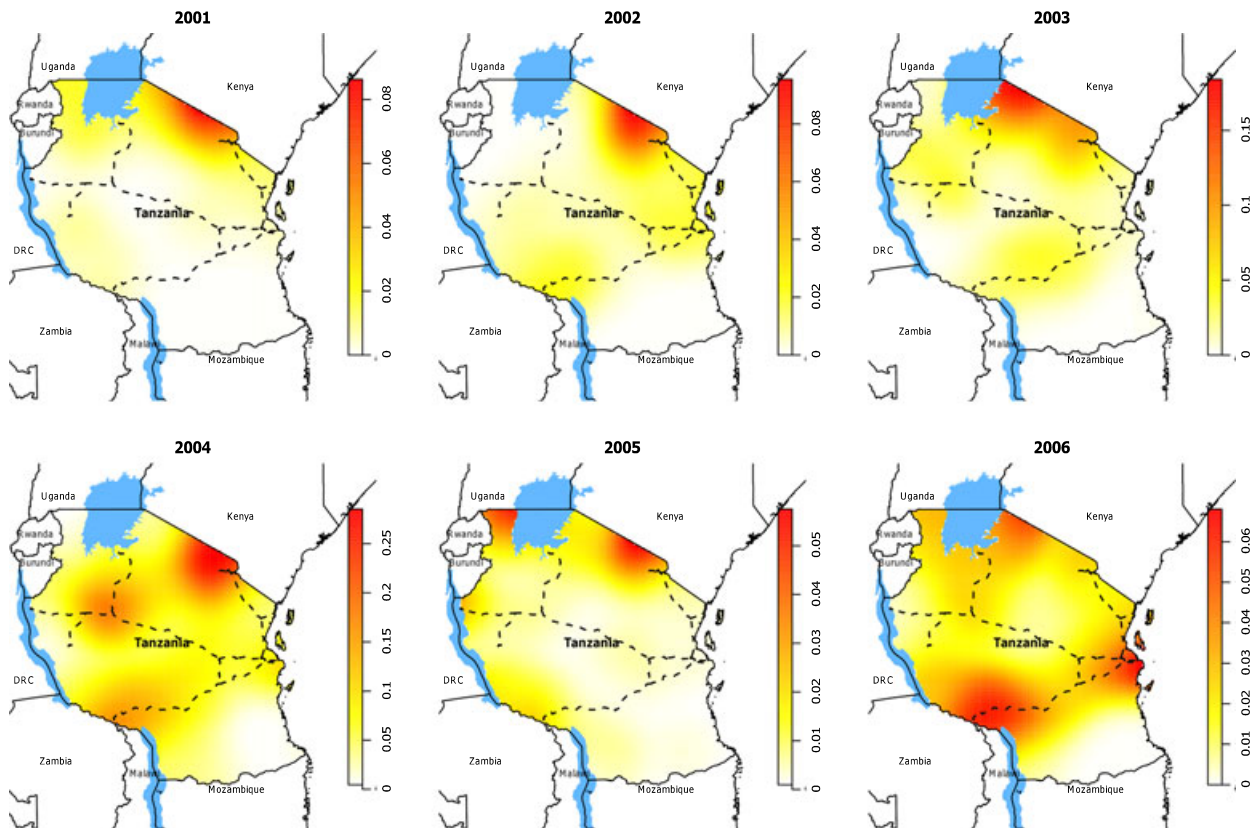 2001
Uganda
Kenya
Rwanda
Burundi
Tanzania
DRC
Zambia
Malawi
Mozambique
0.08
0.06
0.04
0.02
0
2002
Uganda
Kenya
Rwanda
Burundi
Tanzania
DRC
Zambia
Malawi
Mozambique
0.08
0.06
0.04
0.02
0
2003
Uganda
Kenya
Rwanda
Burundi
Tanzania
DRC
Zambia
Malawi
Mozambique
0.15
0.1
0.05
0
2004
Uganda
Kenya
Rwanda
Burundi
Tanzania
DRC
Zambia
Malawi
Mozambique
0.25
0.2
0.15
0.1
0.05
0
2005
Uganda
Kenya
Rwanda
Burundi
Tanzania
DRC
Zambia
Malawi
Mozambique
0.05
0.04
0.03
0.02
0.01
0
2006
Uganda
Kenya
Rwanda
Burundi
Tanzania
DRC
Zambia
Malawi
Mozambique
0.06
0.05
0.04
0.03
0.02
0.01
0